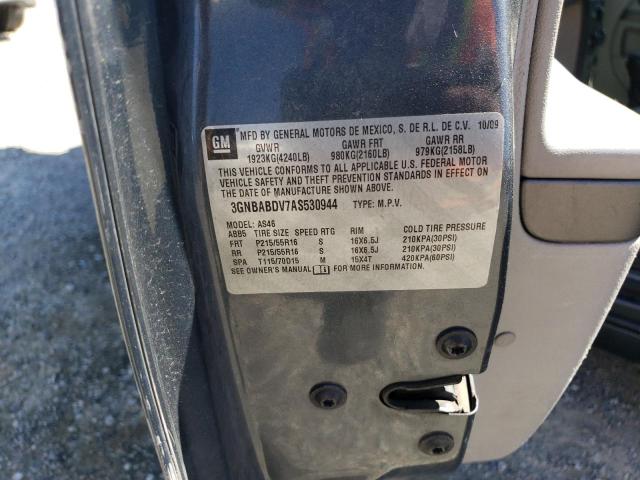 GM
MFD BY GENERAL MOTORS DE MEXICO, S. DE R.L. DE C.V. 10/09
GVWR GAWR FRT GAWR RR
1923KG(4240LB) 980KG(2160LB) 979KG(2158LB)
THIS VEHICLE CONFORMS TO ALL APPLICABLE U.S. FEDERAL MOTOR
VEHICLE SAFETY AND THEFT PREVENTION STANDARDS IN EFFECT ON
THE DATE OF MANUFACTURE SHOWN ABOVE.
3GNBABDV7AS530944 TYPE: M.P.V.
MODEL: AS46
ABB5 TIRE SIZE SPEED RTG RIM COLD TIRE PRESSURE
FRT P215/55R16 S 16X6.5J 210KPA(30PSI)
RR P215/55R16 S 16X6.5J 210KPA(30PSI)
SPA T115/70D15 M 15X4T 420KPA(60PSI)
SEE OWNER'S MANUAL i FOR MORE INFORMATION.